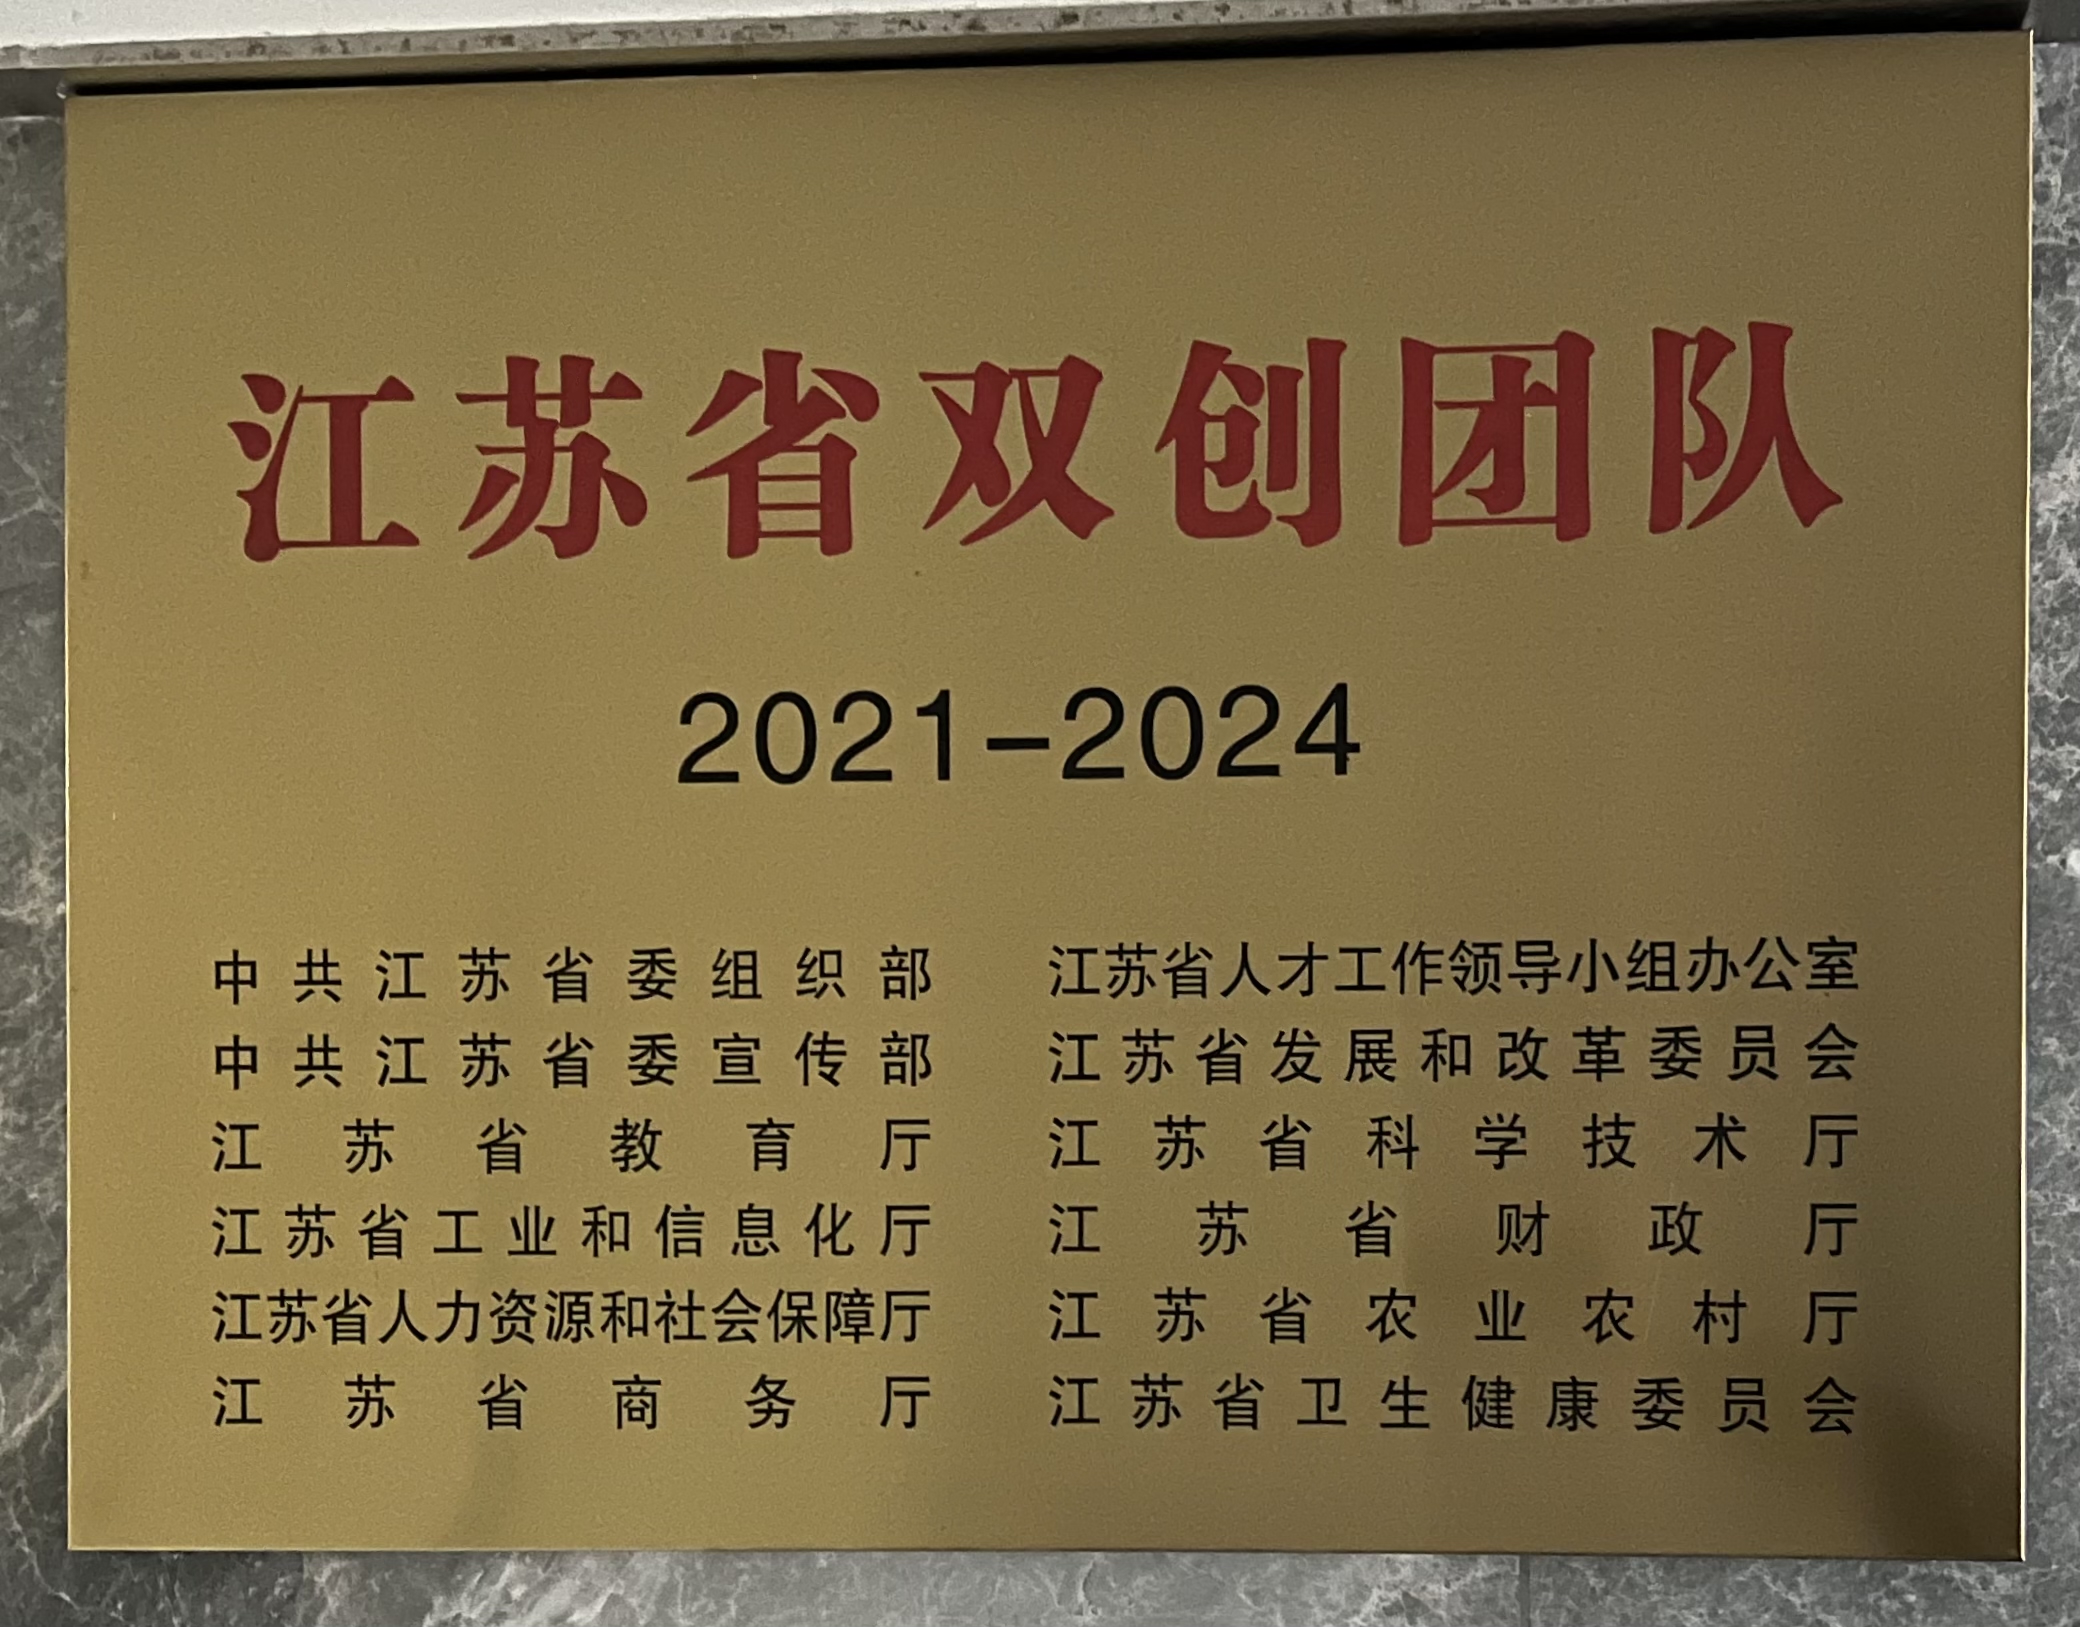 江苏省双创团队
2021-2024
中共江苏省委组织部 江苏省人才工作领导小组办公室
中共江苏省委宣传部 江苏省发展和改革委员会
江苏省教育厅 江苏省科学技术厅
江苏省工业和信息化厅 江苏省财政厅
江苏省人力资源和社会保障厅 江苏省农业农村厅
江苏省商务厅 江苏省卫生健康委员会